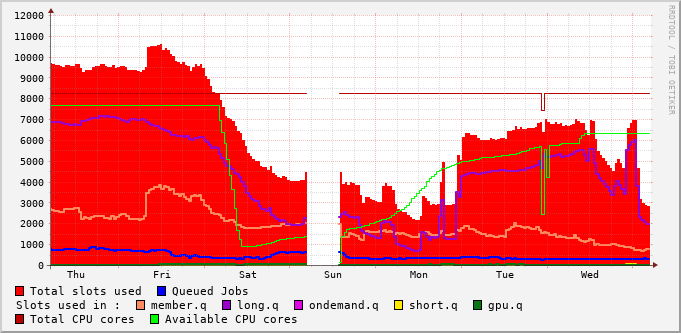 12000
11000
10000
9000
8000
7000
6000
5000
4000
3000
2000
1000
0
Thu Fri Sat Sun Mon Tue Wed
RRDTOOL / TOBI OETIKER
Total slots used Queued Jobs
Slots used in : member.q long.q ondemand.q short.q gpu.q
Total CPU cores Available CPU cores